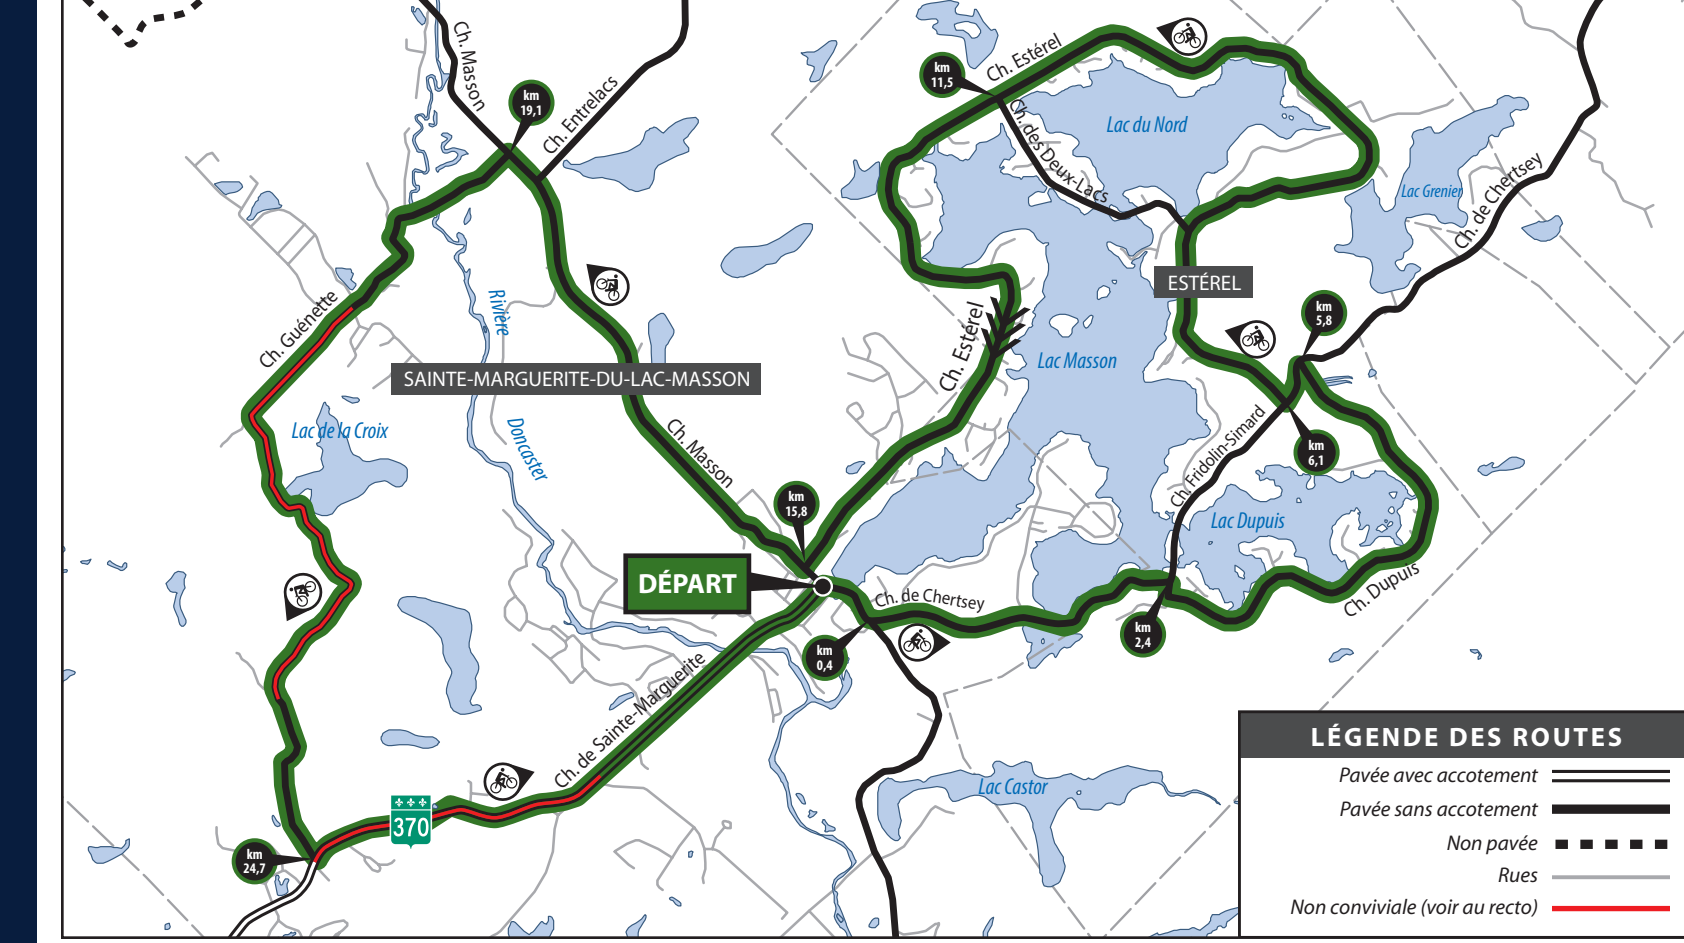 Ch. Masson
km
19,1
Ch. Entrelacs
km
11,5
Ch. Estérel
Lac du Nord
Ch. des Deux-Lacs
Lac Grenier
Ch. de Chertsey
ESTÉREL
km
5,8
Rivière
Ch. Guénette
Ch. Estérel
Lac Masson
SAINTE-MARGUERITE-DU-LAC-MASSON
Lac de la Croix
Doncaster
Ch. Masson
Ch. Fridolin-Simard
km
6,1
km
15,8
Lac Dupuis
DÉPART
Ch. de Chertsey
Ch. Dupuis
km
2,4
km
0,4
Ch. de Sainte-Marguerite
370
Lac Castor
km
24,7
LÉGENDE DES ROUTES
Pavée avec accotement
Pavée sans accotement
Non pavée
Rues
Non conviviale (voir au recto)